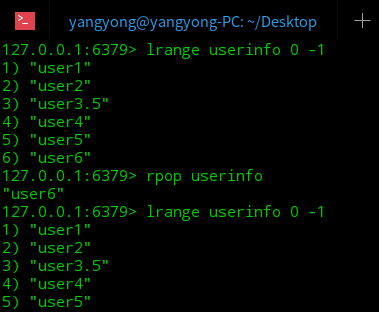 >_ yangyong@yangyong-PC: ~/Desktop +
127.0.0.1:6379> lrange userinfo 0 -1
1) "user1"
2) "user2"
3) "user3.5"
4) "user4"
5) "user5"
6) "user6"
127.0.0.1:6379> rpop userinfo
"user6"
127.0.0.1:6379> lrange userinfo 0 -1
1) "user1"
2) "user2"
3) "user3.5"
4) "user4"
5) "user5"